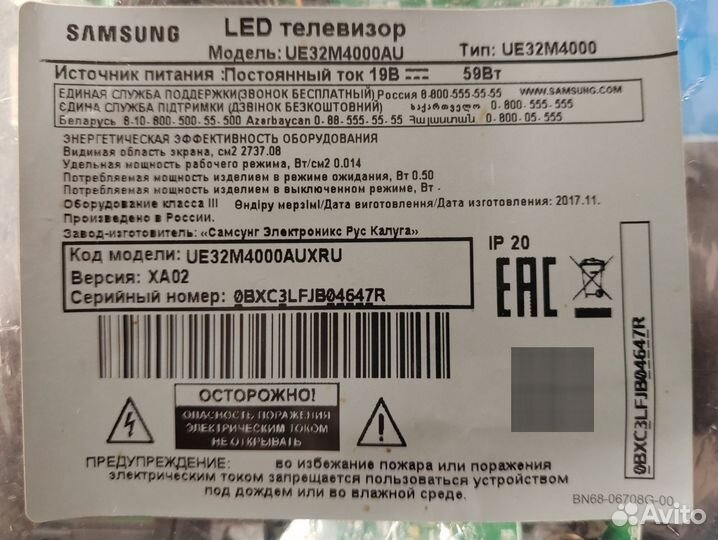 SAMSUNG
LED телевизор
Модель: UE32M4000AU Тип: UE32M4000
Источник питания :Постоянный ток 19В 59Вт
ЕДИНАЯ СЛУЖБА ПОДДЕРЖКИ(ЗВОНОК БЕСПЛАТНЫЙ)Россия 8-800-555-55-55 WWW.SAMSUNG.COM
ЄДИНА СЛУЖБА ПІДТРИМКИ (ДЗВІНОК БЕЗКОШТОВНИЙ) საქართველო 0-800-555-555
Беларусь 8-10-800-500-55-500 Azərbaycan 0-88-555-55-55 Հայաստան 0-800-05-555
ЭНЕРГЕТИЧЕСКАЯ ЭФФЕКТИВНОСТЬ ОБОРУДОВАНИЯ
Видимая область экрана, см2 2737.08
Удельная мощность рабочего режима, Вт/см2 0.014
Потребляемая мощность изделием в режиме ожидания, Вт 0.50
Потребляемая мощность изделием в выключенном режиме, Вт -
Оборудование класса III Өндіру мерзімі/Дата виготовлення/Дата изготовления: 2017.11.
Произведено в России.
Завод-изготовитель: «Самсунг Электроникс Рус Калуга»
Код модели: UE32M4000AUXRU
Версия: XA02
Серийный номер: 0BXC3LFJB04647R
IP 20
EAC
0BXC3LFJB04647R
ОСТОРОЖНО!
ОПАСНОСТЬ ПОРАЖЕНИЯ
ЭЛЕКТРИЧЕСКИМ ТОКОМ
НЕ ОТКРЫВАТЬ
ПРЕДУПРЕЖДЕНИЕ: во избежание пожара или поражения
электрическим током запрещается пользоваться устройством
под дождем или во влажной среде.
BN68-06708G-00
Avito